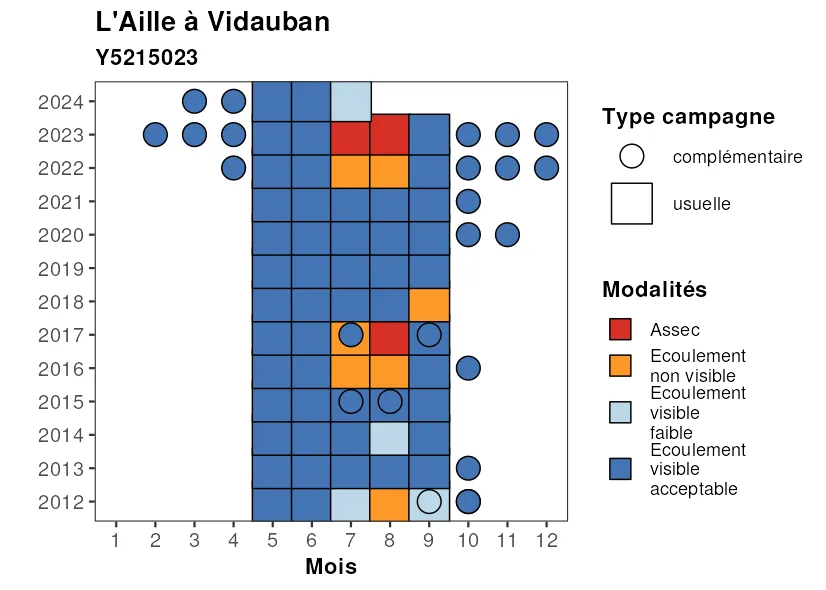 L'Aille à Vidauban
Y5215023
2024
2023
2022
2021
2020
2019
2018
2017
2016
2015
2014
2013
2012
1 2 3 4 5 6 7 8 9 10 11 12
Mois
Type campagne
complémentaire
usuelle
Modalités
Assec
Ecoulement
non visible
Ecoulement
visible
faible
Ecoulement
visible
acceptable